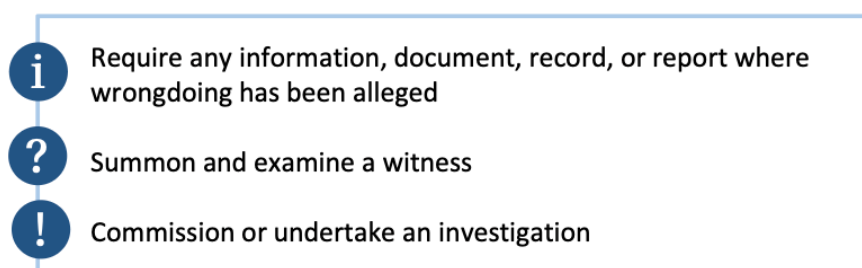 i
Require any information, document, record, or report where
wrongdoing has been alleged
?
Summon and examine a witness
!
Commission or undertake an investigation